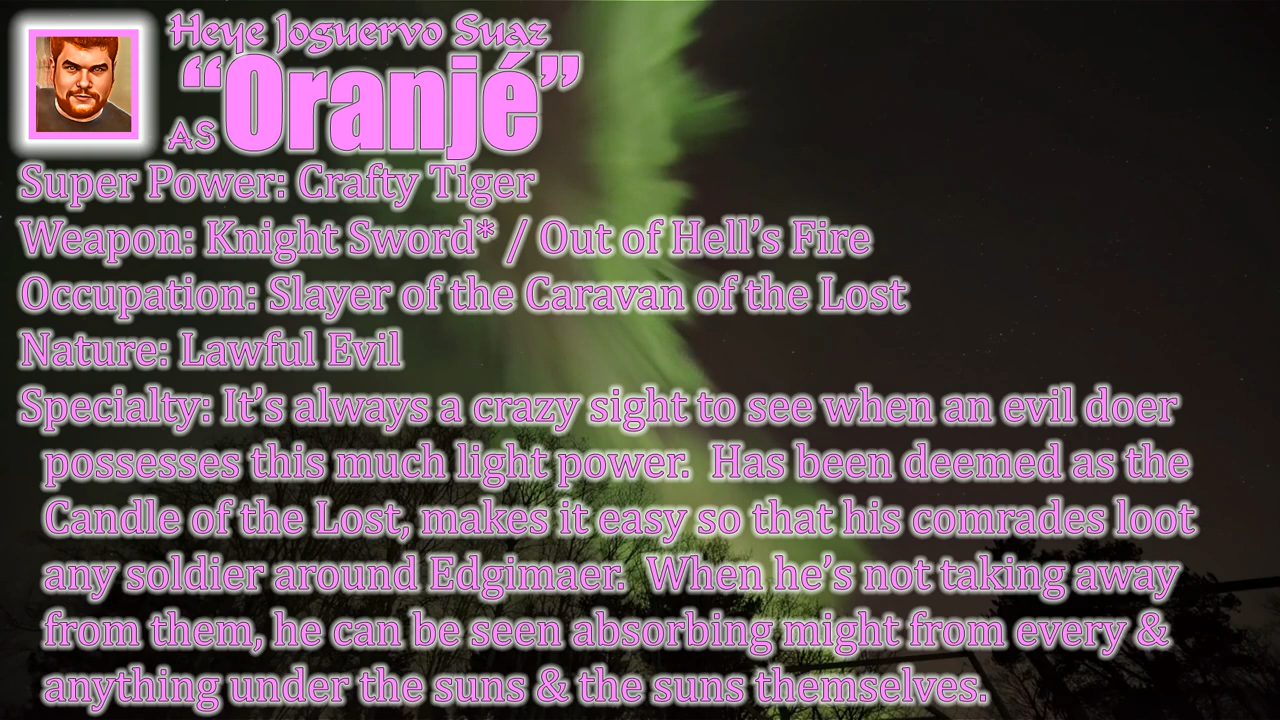 Heye Joguervo Suaz
“Oranjé”
AS
Super Power: Crafty Tiger
Weapon: Knight Sword* / Out of Hell’s Fire
Occupation: Slayer of the Caravan of the Lost
Nature: Lawful Evil
Specialty: It’s always a crazy sight to see when an evil doer
possesses this much light power.  Has been deemed as the
Candle of the Lost, makes it easy so that his comrades loot
any soldier around Edgimaer.  When he’s not taking away
from them, he can be seen absorbing might from every &
anything under the suns & the suns themselves.